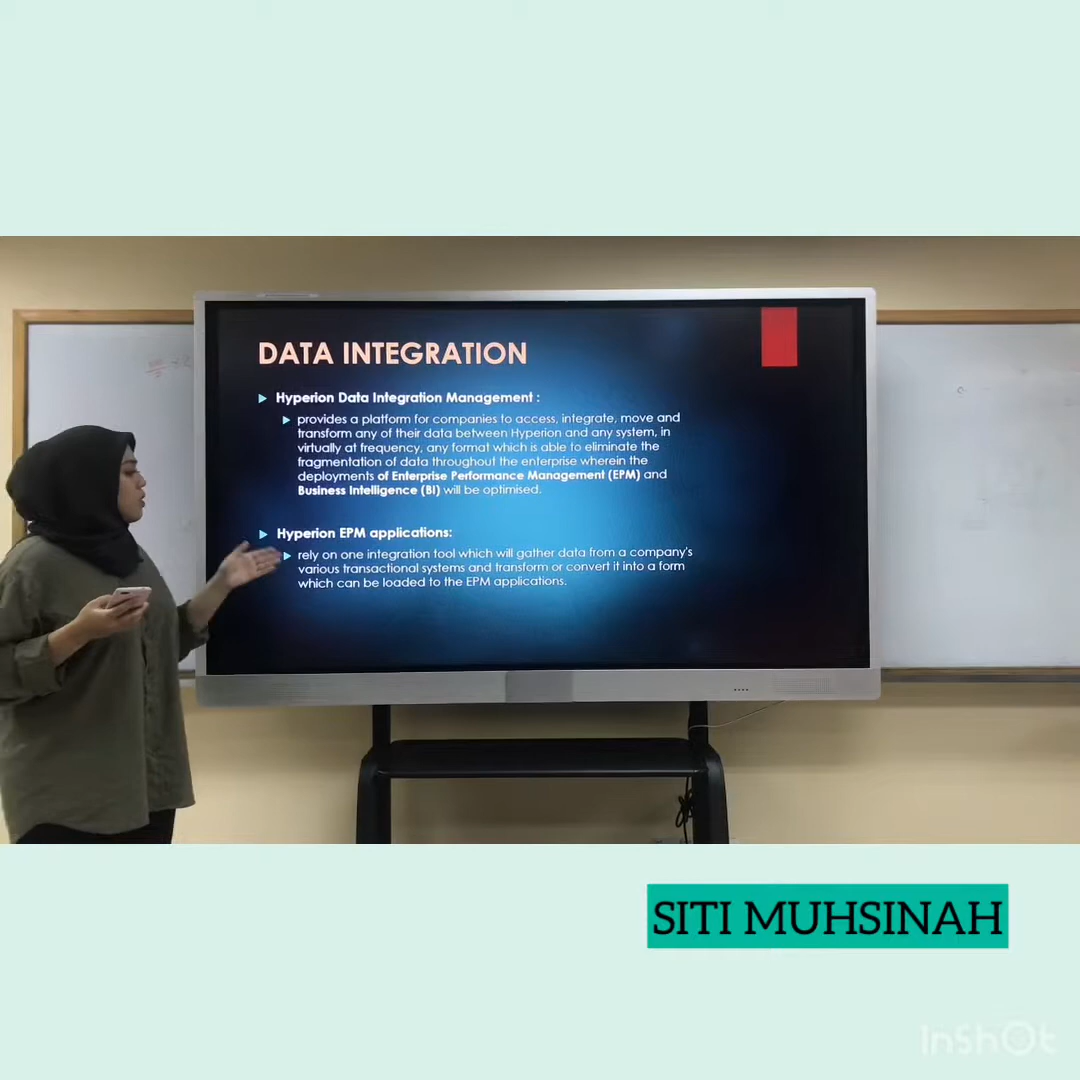 DATA INTEGRATION
Hyperion Data Integration Management :
provides a platform for companies to access, integrate, move and
transform any of their data between Hyperion and any system, in
virtually at frequency, any format which is able to eliminate the
fragmentation of data throughout the enterprise wherein the
deployments of Enterprise Performance Management (EPM) and
Business Intelligence (BI) will be optimised.
Hyperion EPM applications:
rely on one integration tool which will gather data from a company's
various transactional systems and transform or convert it into a form
which can be loaded to the EPM applications.
SITI MUHSINAH
InShOt